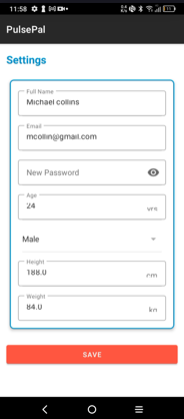 11:58
PulsePal
Settings
Full Name
Michael collins
Email
mcollin@gmail.com
New Password
Age
24
yrs
Male
Height
188.0
cm
Weight
84.0
kg
SAVE